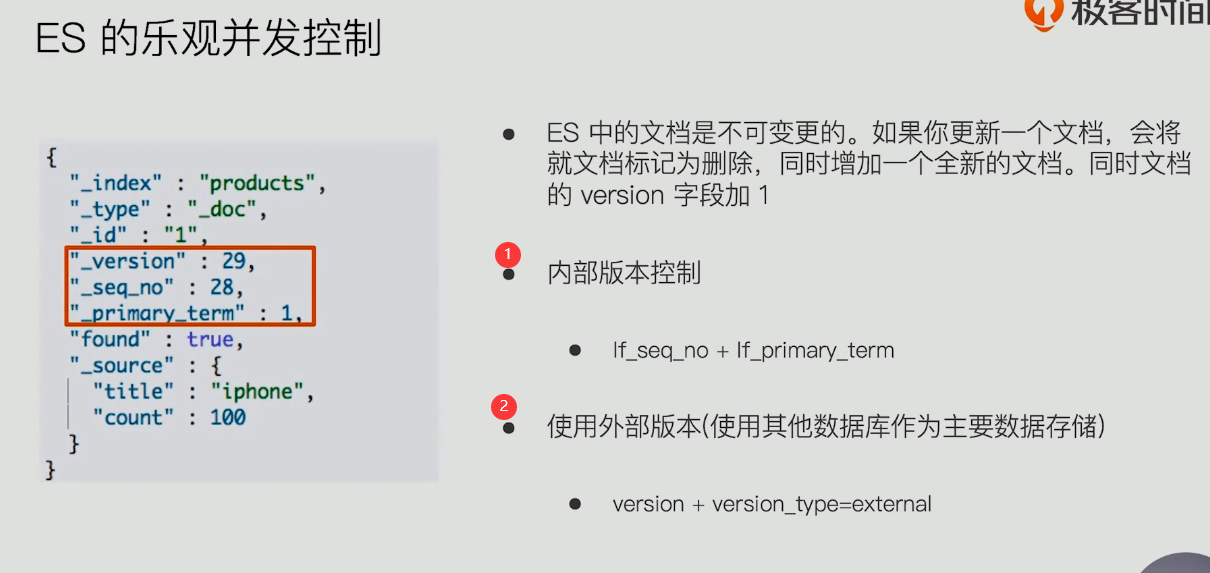 ES 的乐观并发控制
极客时间
{
"_index" : "products",
"_type" : "_doc",
"_id" : "1",
"_version" : 29,
"_seq_no" : 28,
"_primary_term" : 1,
"found" : true,
"_source" : {
"title" : "iphone",
"count" : 100
}
}
● ES 中的文档是不可变更的。如果你更新一个文档，会将
就文档标记为删除，同时增加一个全新的文档。同时文档
的 version 字段加 1
1
● 内部版本控制
● If_seq_no + If_primary_term
2
● 使用外部版本(使用其他数据库作为主要数据存储)
● version + version_type=external